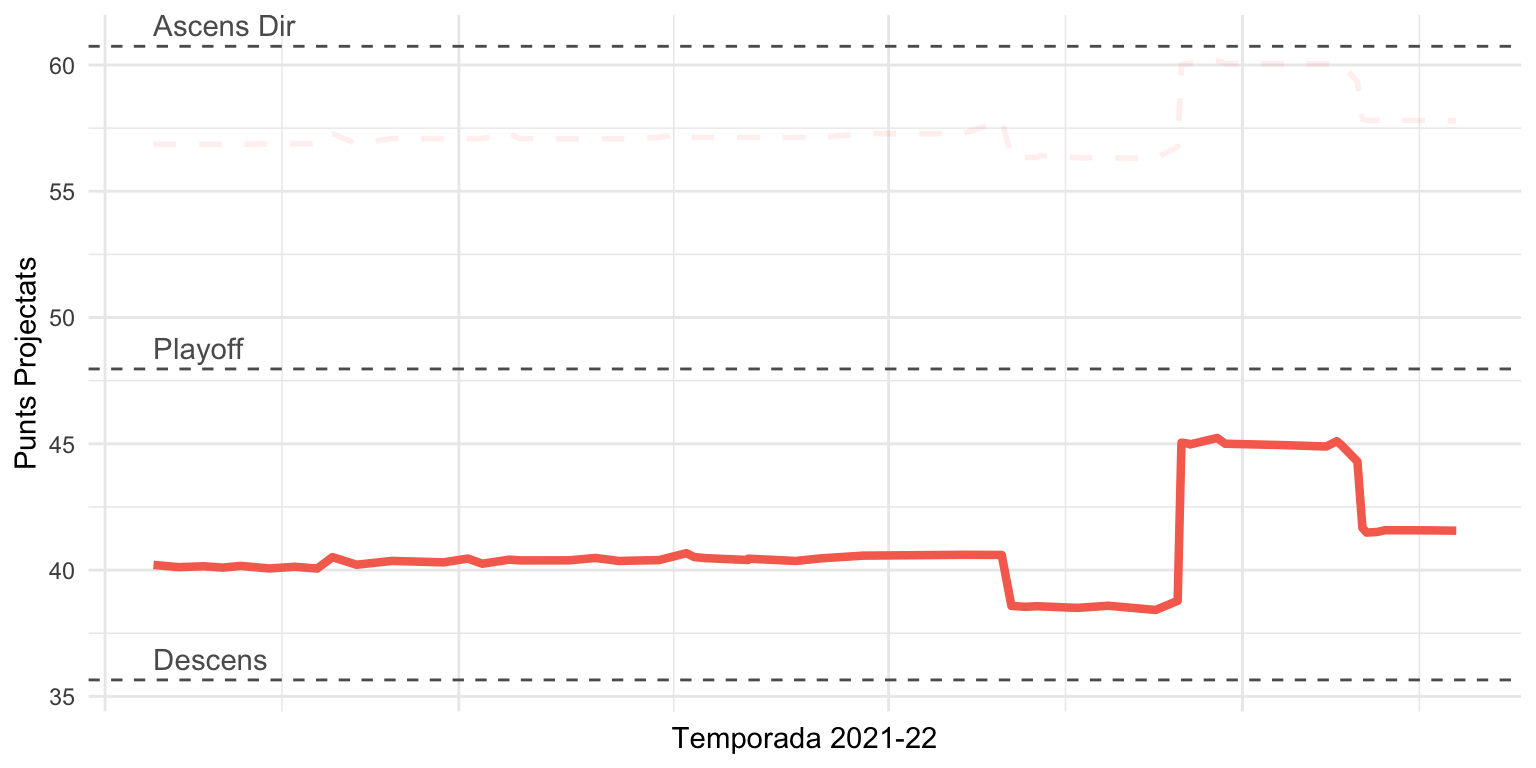 Ascens Dir
60
55
50
Playoff
45
40
Descens
35
Punts Projectats
Temporada 2021-22